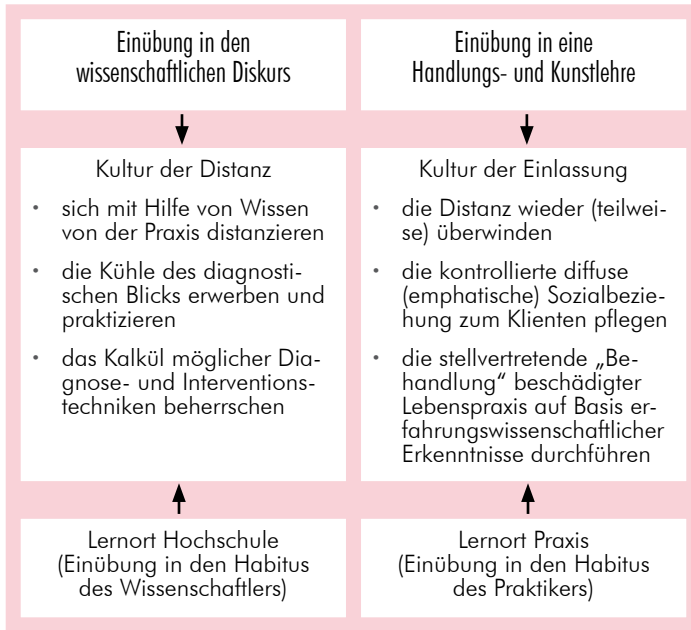 Einübung in den
wissenschaftlichen Diskurs
Kultur der Distanz
• sich mit Hilfe von Wissen
von der Praxis distanzieren
• die Kühle des diagnosti-
schen Blicks erwerben und
praktizieren
• das Kalkül möglicher Dia-
gnose- und Interventions-
techniken beherrschen
Lernort Hochschule
(Einübung in den Habitus
des Wissenschaftlers)
Einübung in eine
Handlungs- und Kunstlehre
Kultur der Einlassung
• die Distanz wieder (teilwei-
se) überwinden
• die kontrollierte diffuse
(emphatische) Sozialbezie-
hung zum Klienten pflegen
• die stellvertretende „Be-
handlung“ beschädigter
Lebenspraxis auf Basis er-
fahrungswissenschaftlicher
Erkenntnisse durchführen
Lernort Praxis
(Einübung in den Habitus
des Praktikers)